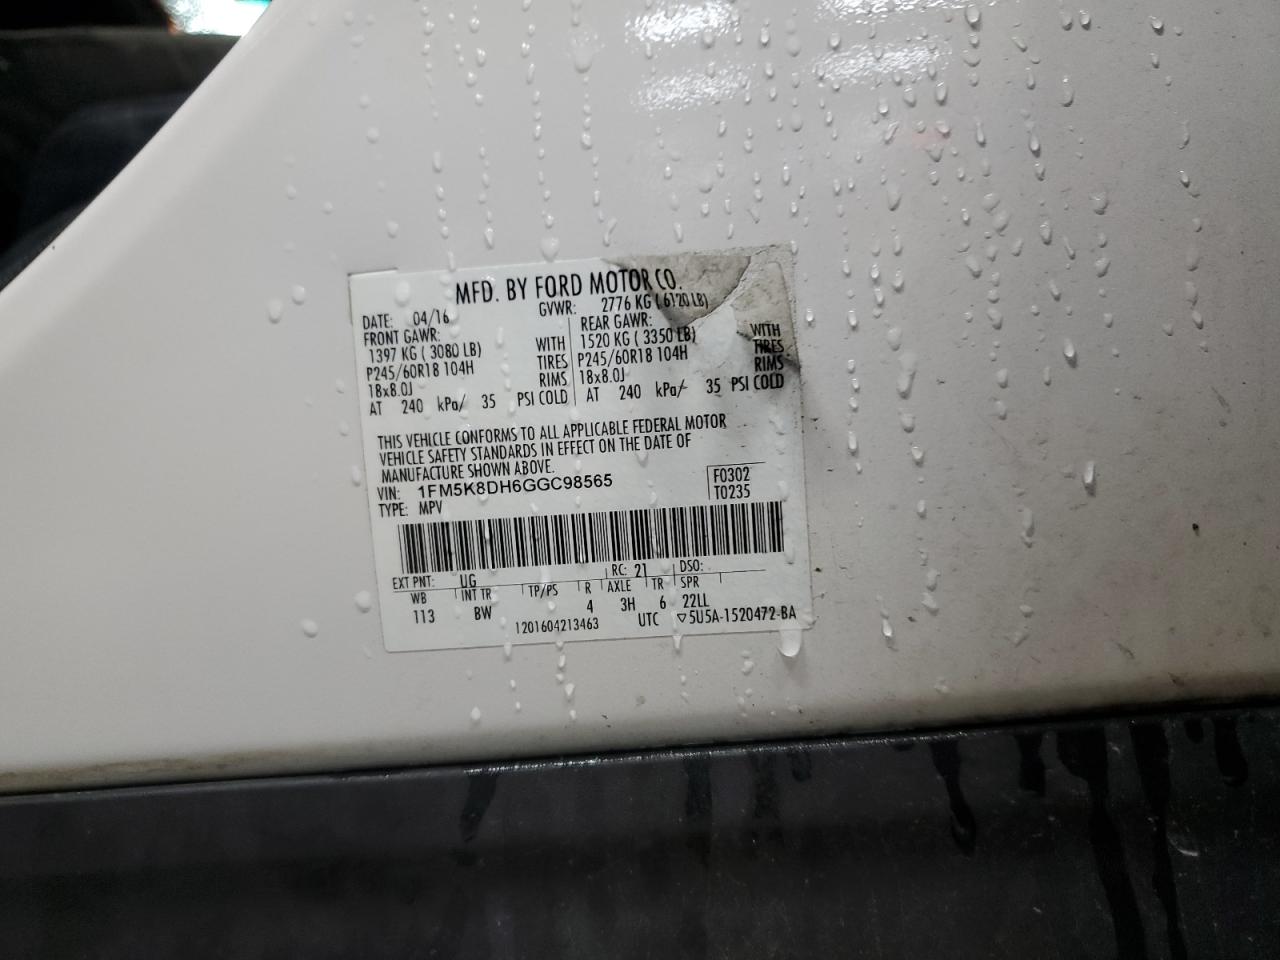 MFD. BY FORD MOTOR CO.
DATE: 04/16 GVWR: 2776 KG ( 6120 LB)
FRONT GAWR: REAR GAWR:
1397 KG ( 3080 LB) WITH 1520 KG ( 3350 LB) WITH
P245/60R18 104H TIRES P245/60R18 104H TIRES
18x8.0J RIMS 18x8.0J RIMS
AT 240 kPa/ 35 PSI COLD AT 240 kPa/ 35 PSI COLD
THIS VEHICLE CONFORMS TO ALL APPLICABLE FEDERAL MOTOR
VEHICLE SAFETY STANDARDS IN EFFECT ON THE DATE OF
MANUFACTURE SHOWN ABOVE.
VIN: 1FM5K8DH6GGC98565 F0302
TYPE: MPV T0235
EXT PNT: UG RC: 21 DSO:
WB INT TR TP/PS R AXLE TR SPR
113 BW 4 3H 6 22LL
1201604213463 UTC ▽5U5A-1520472-BA